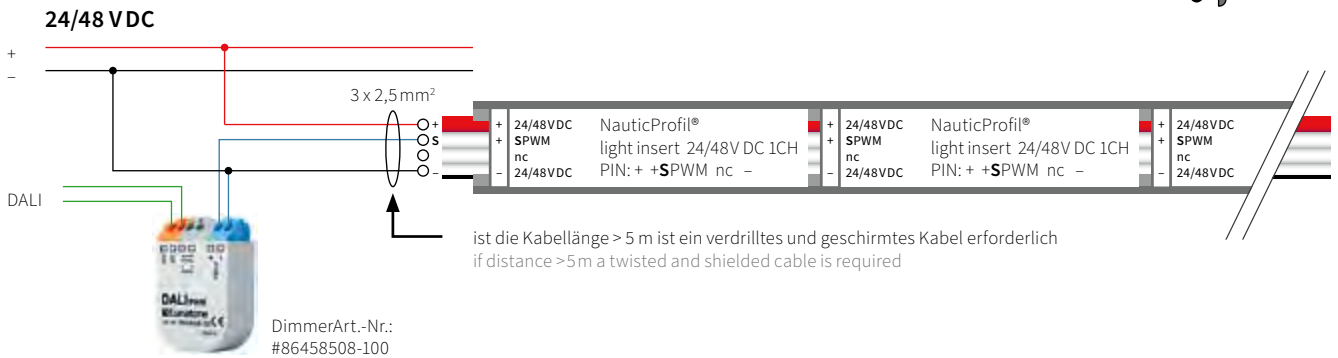 24/48 V DC
+
–
3 x 2,5 mm²
+
S
–
+ 24/48VDC
+ SPWM
nc
– 24/48VDC
NauticProfil®
light insert 24/48V DC 1CH
PIN: + +SPWM nc –
+ 24/48VDC
+ SPWM
nc
– 24/48VDC
NauticProfil®
light insert 24/48V DC 1CH
PIN: + +SPWM nc –
+ 24/48VDC
+ SPWM
nc
– 24/48VDC
DALI
ist die Kabellänge > 5 m ist ein verdrilltes und geschirmtes Kabel erforderlich
if distance >5m a twisted and shielded cable is required
DALI
Lunatone
CE
DimmerArt.-Nr.:
#86458508-100